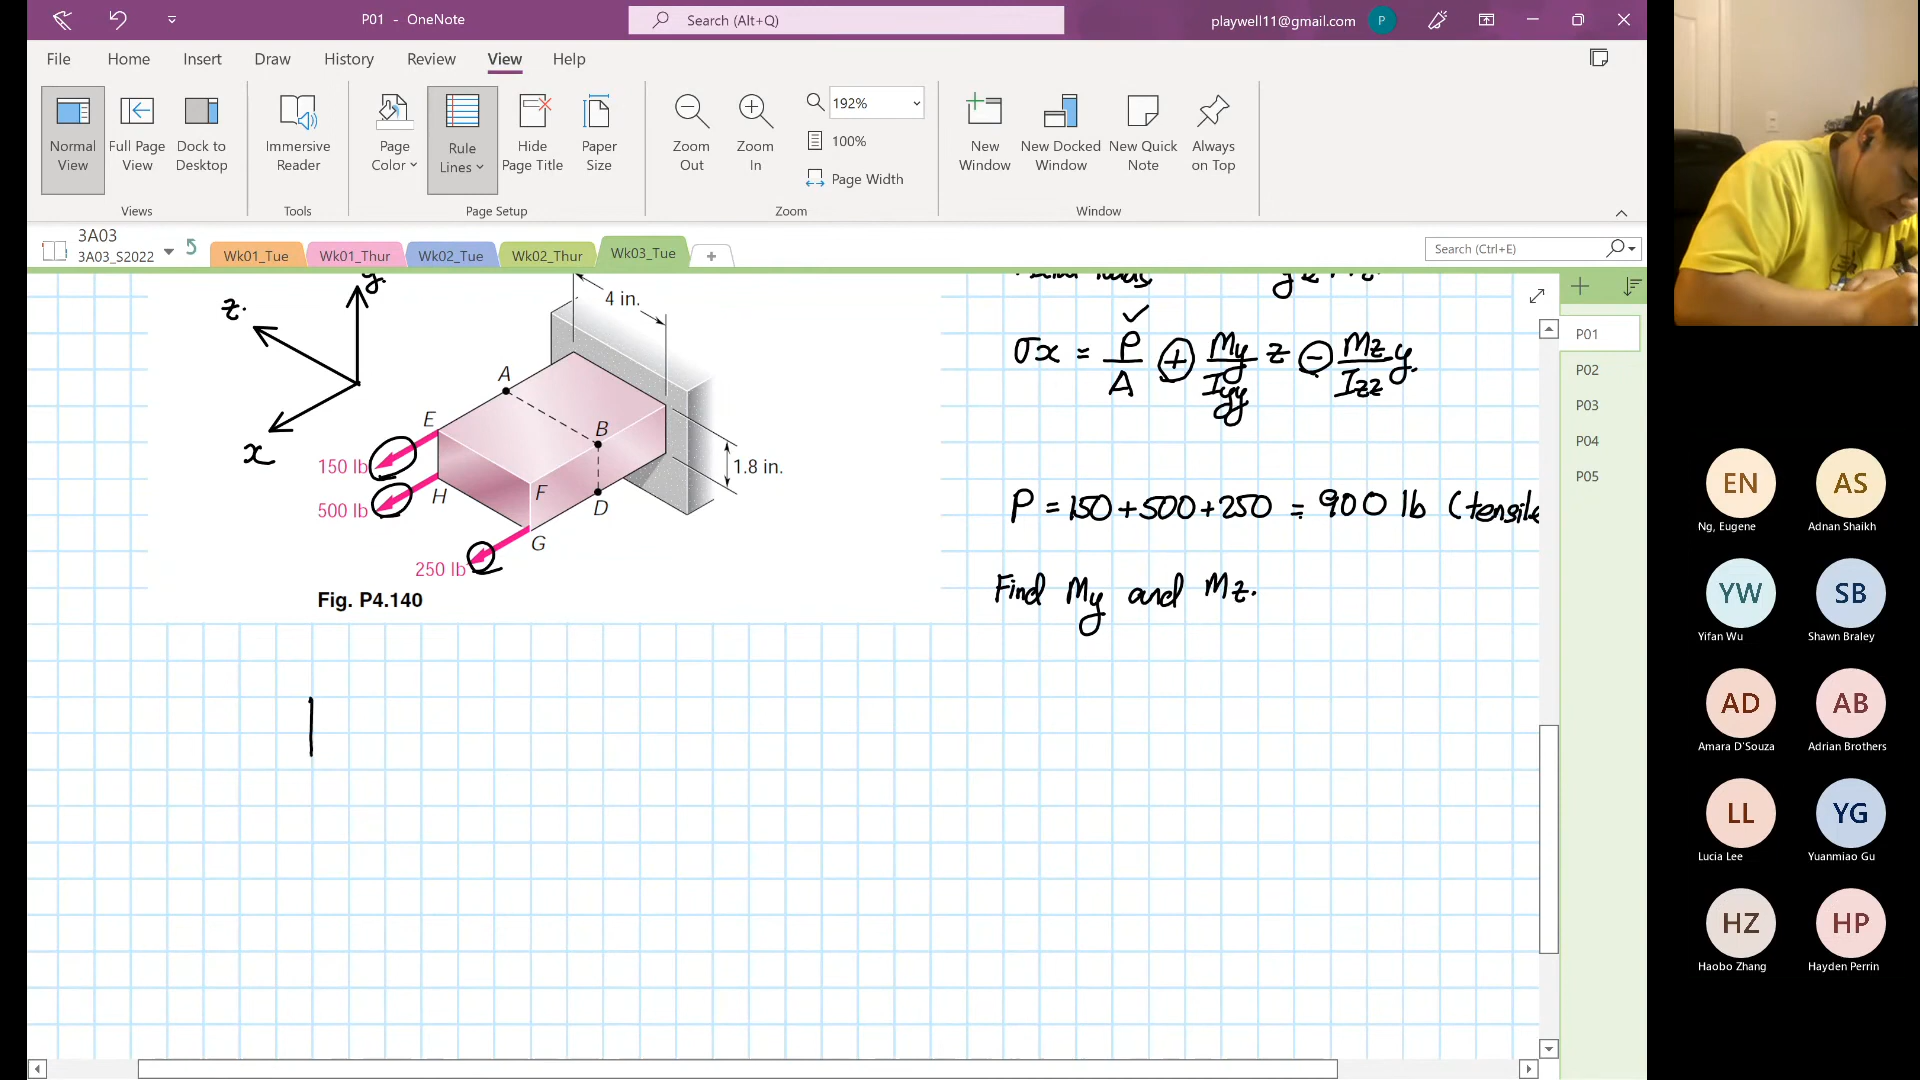 P01 - OneNote
Search (Alt+Q)
playwell11@gmail.com
P
File Home Insert Draw History Review View Help
Normal View
Full Page View
Dock to Desktop
Immersive Reader
Page Color
Rule Lines
Hide Page Title
Paper Size
Zoom Out
Zoom In
192%
100%
Page Width
New Window
New Docked Window
New Quick Note
Always on Top
Views
Tools
Page Setup
Zoom
Window
3A03
3A03_S2022
Wk01_Tue
Wk01_Thur
Wk02_Tue
Wk02_Thur
Wk03_Tue
+
Search (Ctrl+E)
P01
P02
P03
P04
P05
y
z
x
4 in.
A
E
B
1.8 in.
150 lb
H
F
D
500 lb
G
250 lb
Fig. P4.140
σx = P/A + My/Iyy z - Mz/Izz y.
P = 150 + 500 + 250 = 900 lb (tensile
Find My and Mz.
EN
Ng, Eugene
AS
Adnan Shaikh
YW
Yifan Wu
SB
Shawn Braley
AD
Amara D'Souza
AB
Adrian Brothers
LL
Lucia Lee
YG
Yuanmiao Gu
HZ
Haobo Zhang
HP
Hayden Perrin